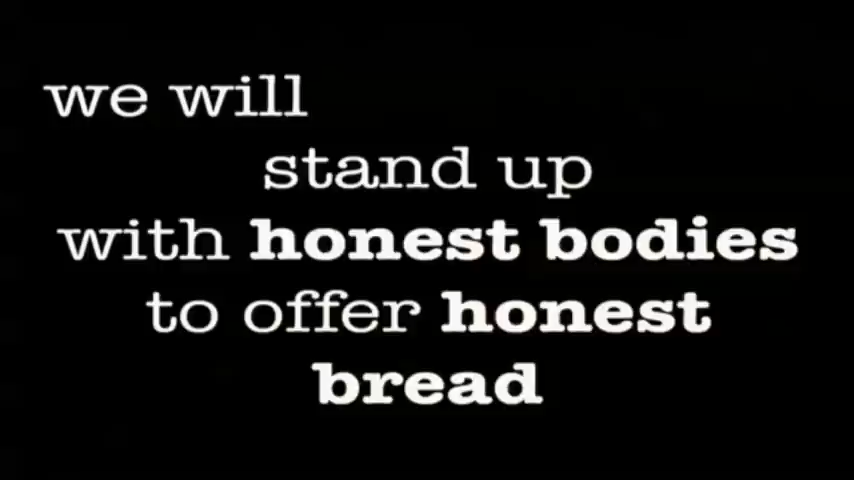 we will
stand up
with honest bodies
to offer honest
bread